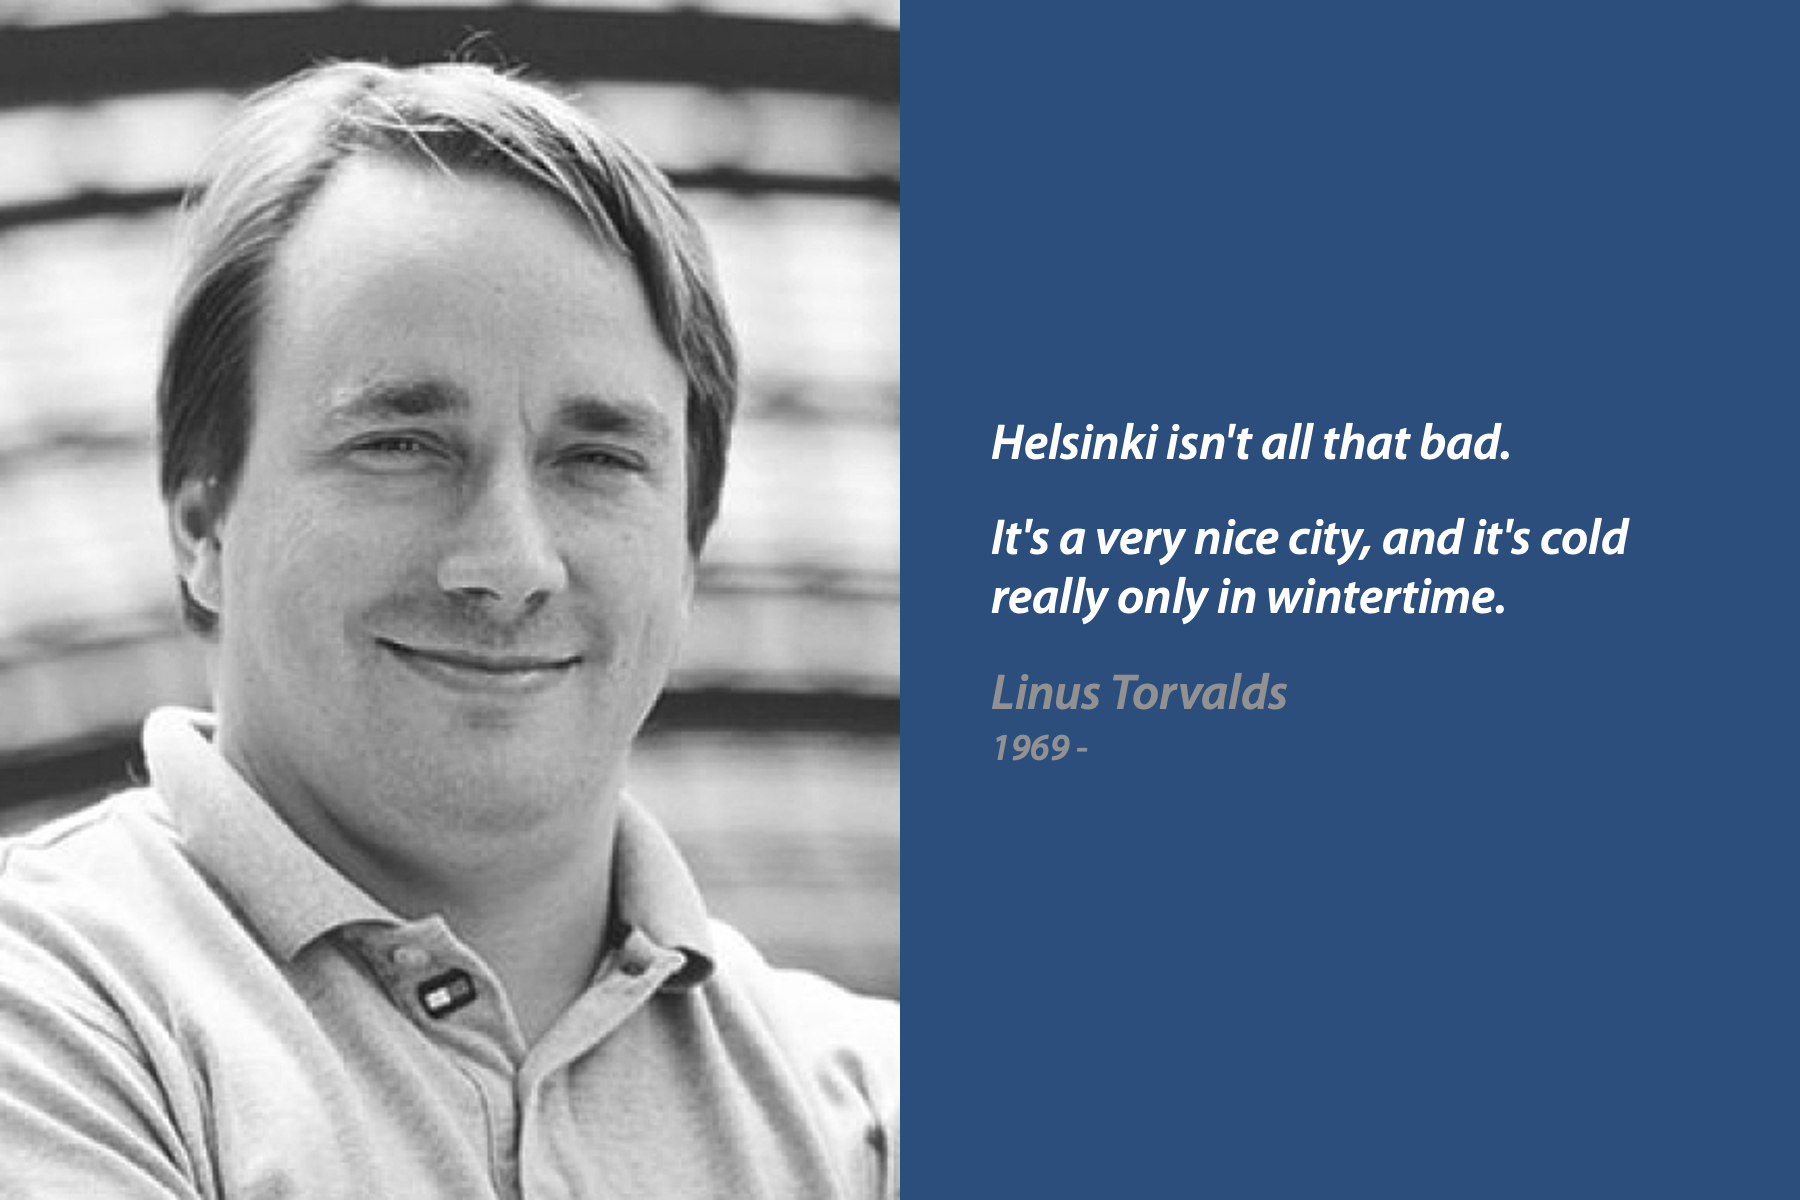 Helsinki isn't all that bad.
It's a very nice city, and it's cold
really only in wintertime.
Linus Torvalds
1969 -